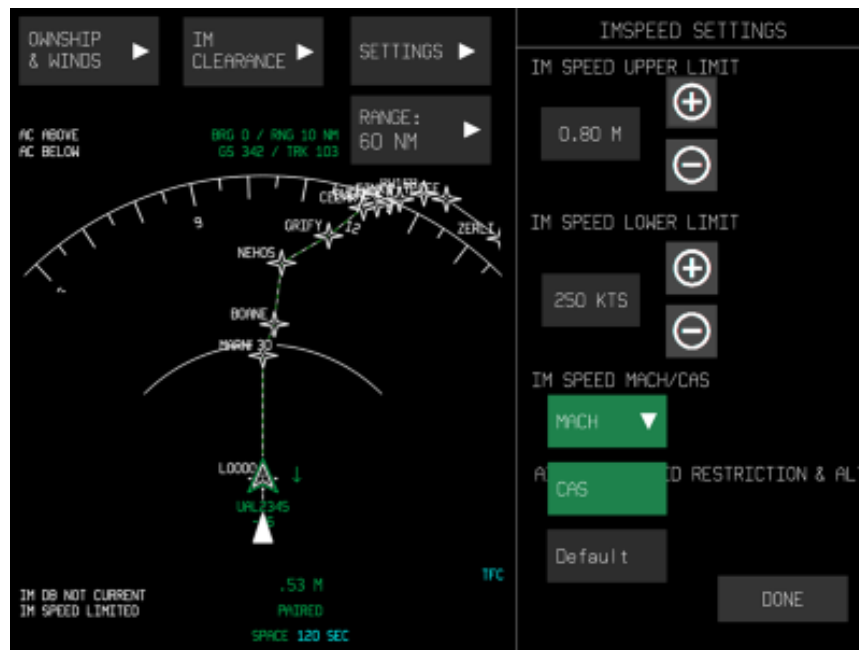 OWNSHIP
& WINDS
IM
CLEARANCE
SETTINGS
RANGE:
60 NM
AC ABOVE
AC BELOW
BRG 0 / RNG 10 NM
GS 342 / TRK 103
9
12
GRIFY
ZERLI
NEHOS
BOANE
30
LOOOO
UAL2345
IM DB NOT CURRENT
IM SPEED LIMITED
.53 M
PAIRED
SPACE 120 SEC
TFC
IMSPEED SETTINGS
IM SPEED UPPER LIMIT
0.80 M
IM SPEED LOWER LIMIT
250 KTS
IM SPEED MACH/CAS
MACH
CAS
RESTRICTION & AL
Default
DONE